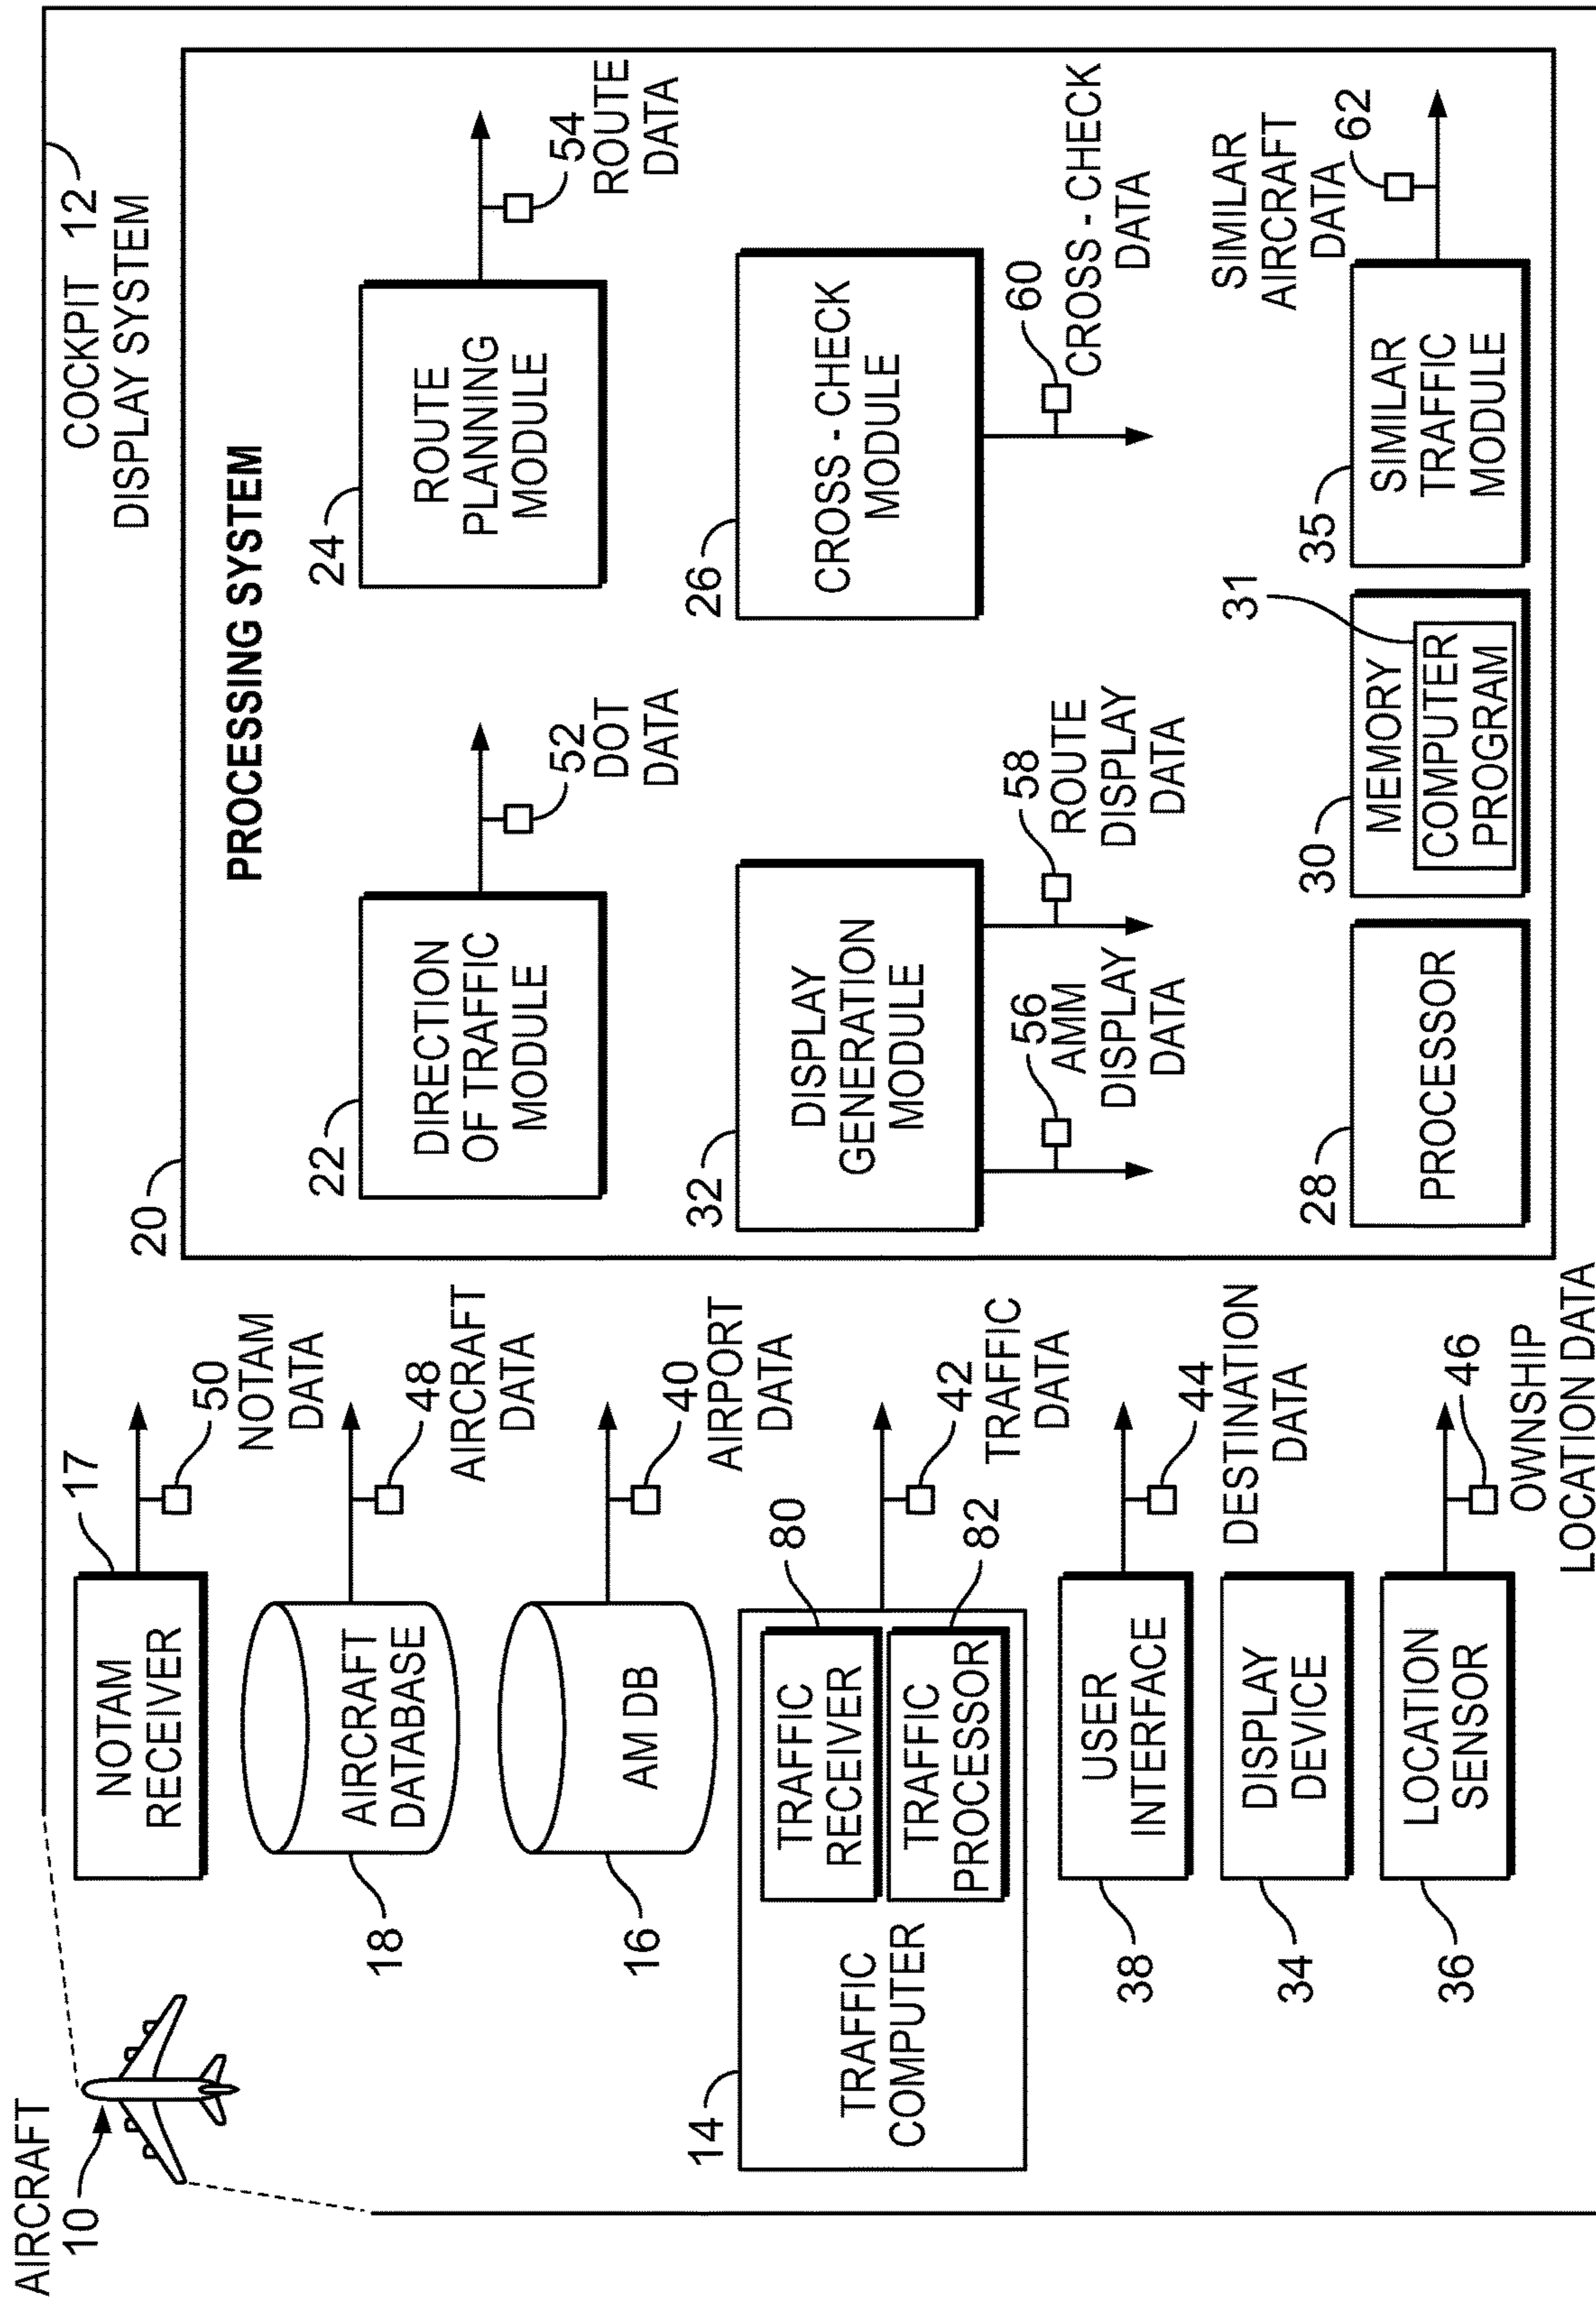 AIRCRAFT
10
COCKPIT 12
DISPLAY SYSTEM
17
NOTAM
RECEIVER
50
NOTAM
DATA
18
AIRCRAFT
DATABASE
48
AIRCRAFT
DATA
16
AM DB
40
AIRPORT
DATA
14
TRAFFIC
COMPUTER
80
TRAFFIC
RECEIVER
82
TRAFFIC
PROCESSOR
42
TRAFFIC
DATA
38
USER
INTERFACE
44
DESTINATION
DATA
34
DISPLAY
DEVICE
36
LOCATION
SENSOR
46
OWNSHIP
LOCATION DATA
20
PROCESSING SYSTEM
22
DIRECTION
OF TRAFFIC
MODULE
52
DOT
DATA
24
ROUTE
PLANNING
MODULE
54
ROUTE
DATA
32
DISPLAY
GENERATION
MODULE
56
AMM
DISPLAY
DATA
58
ROUTE
DISPLAY
DATA
26
CROSS - CHECK
MODULE
60
CROSS - CHECK
DATA
28
PROCESSOR
30
MEMORY
31
COMPUTER
PROGRAM
35
SIMILAR
TRAFFIC
MODULE
SIMILAR
AIRCRAFT
DATA
62